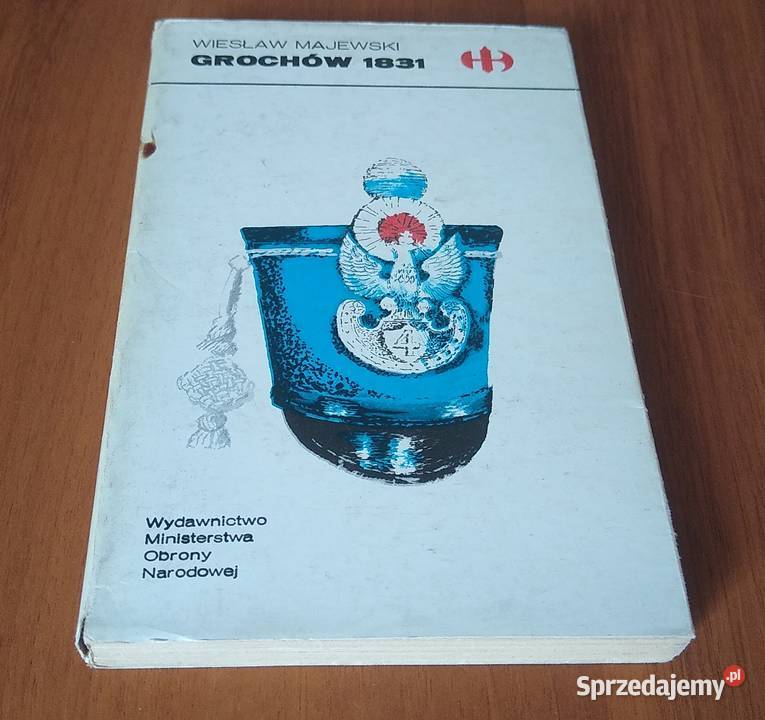 WIESŁAW MAJEWSKI
GROCHÓW 1831
4
Wydawnictwo
Ministerstwa
Obrony
Narodowej
Sprzedajemy.pl